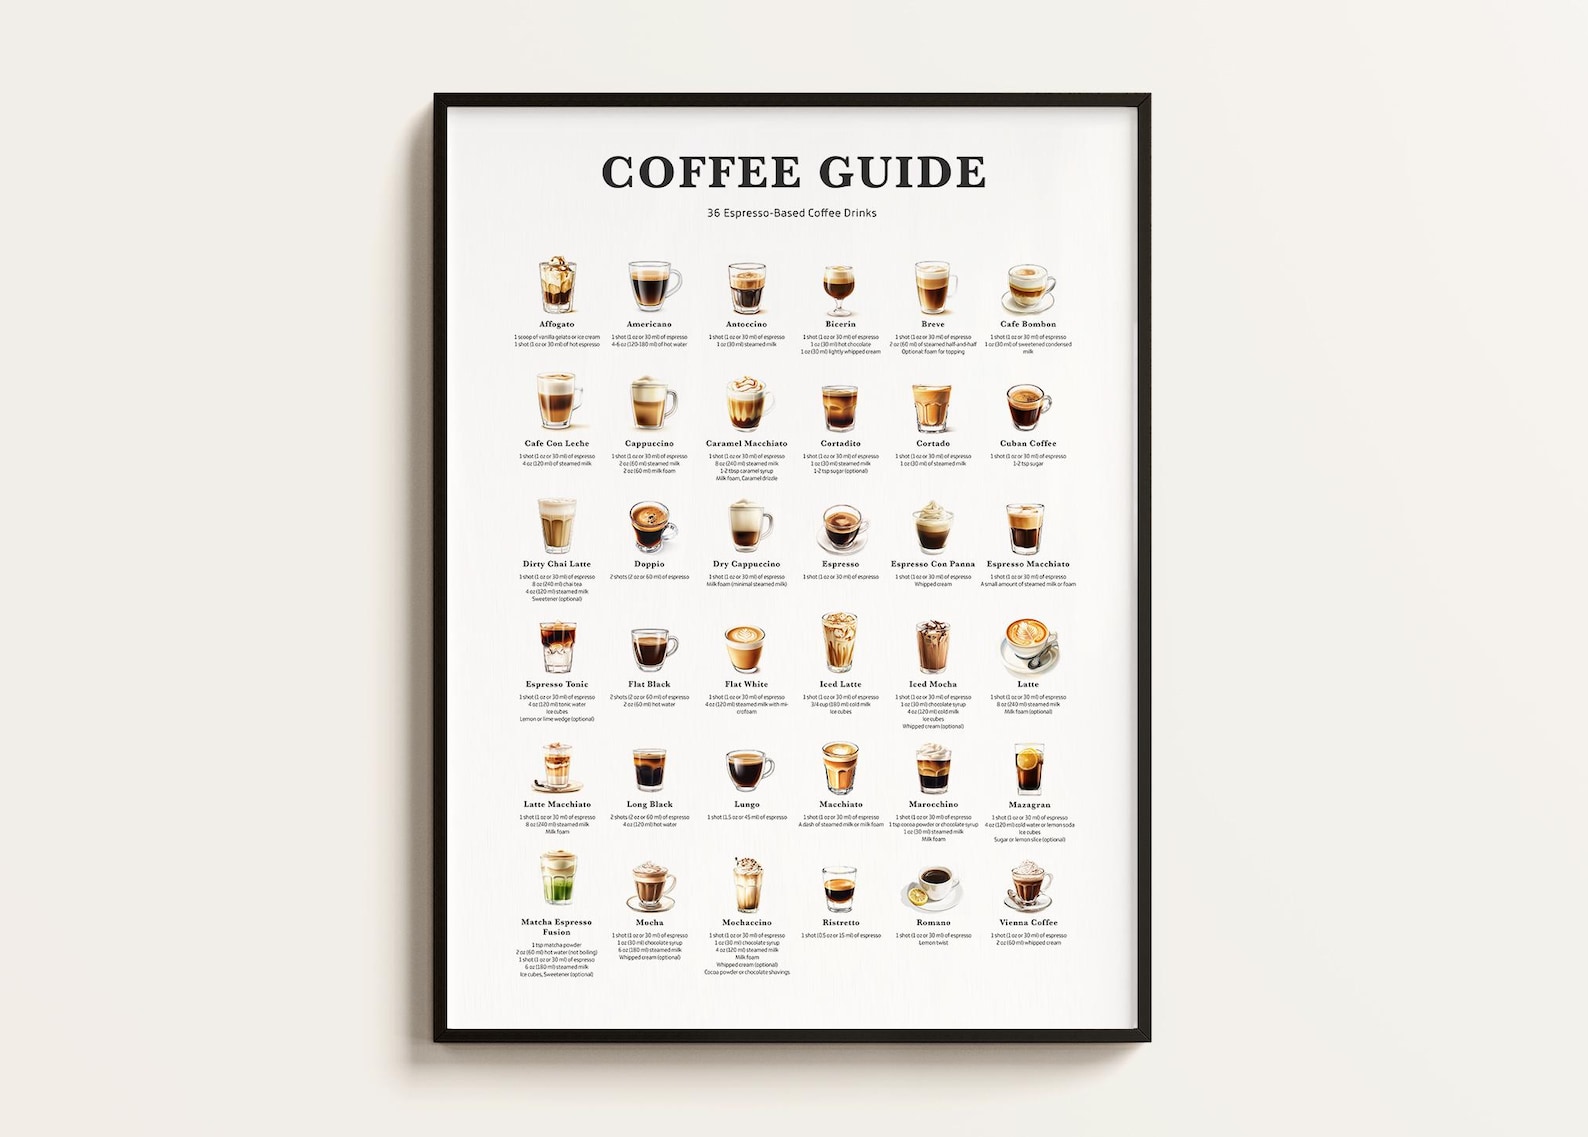 COFFEE GUIDE
36 Espresso-Based Coffee Drinks
Affogato
1 scoop of vanilla gelato or ice cream
1 shot (1 oz or 30 ml) of hot espresso
Americano
1 shot (1 oz or 30 ml) of espresso
4-6 oz (120-180 ml) of hot water
Antoccino
1 shot (1 oz or 30 ml) of espresso
1 oz (30 ml) steamed milk
Bicerin
1 shot (1 oz or 30 ml) of espresso
1 oz (30 ml) hot chocolate
1 oz (30 ml) lightly whipped cream
Breve
1 shot (1 oz or 30 ml) of espresso
2 oz (60 ml) of steamed half-and-half
Optional: foam for topping
Cafe Bombon
1 shot (1 oz or 30 ml) of espresso
1 oz (30 ml) of sweetened condensed
milk
Cafe Con Leche
1 shot (1 oz or 30 ml) of espresso
4 oz (120 ml) of steamed milk
Cappuccino
1 shot (1 oz or 30 ml) of espresso
2 oz (60 ml) steamed milk
2 oz (60 ml) milk foam
Caramel Macchiato
1 shot (1 oz or 30 ml) of espresso
8 oz (240 ml) steamed milk
1-2 tbsp caramel syrup
Milk foam, Caramel drizzle
Cortadito
1 shot (1 oz or 30 ml) of espresso
1 oz (30 ml) steamed milk
1-2 tsp sugar (optional)
Cortado
1 shot (1 oz or 30 ml) of espresso
1 oz (30 ml) of steamed milk
Cuban Coffee
1 shot (1 oz or 30 ml) of espresso
1-2 tsp sugar
Dirty Chai Latte
1 shot (1 oz or 30 ml) of espresso
8 oz (240 ml) chai tea
4 oz (120 ml) steamed milk
Sweetener (optional)
Doppio
2 shots (2 oz or 60 ml) of espresso
Dry Cappuccino
1 shot (1 oz or 30 ml) of espresso
Milk foam (minimal steamed milk)
Espresso
1 shot (1 oz or 30 ml) of espresso
Espresso Con Panna
1 shot (1 oz or 30 ml) of espresso
Whipped cream
Espresso Macchiato
1 shot (1 oz or 30 ml) of espresso
A small amount of steamed milk or foam
Espresso Tonic
1 shot (1 oz or 30 ml) of espresso
4 oz (120 ml) tonic water
Ice cubes
Lemon or lime wedge (optional)
Flat Black
2 shots (2 oz or 60 ml) of espresso
2 oz (60 ml) hot water
Flat White
1 shot (1 oz or 30 ml) of espresso
4 oz (120 ml) steamed milk with mi-
crofoam
Iced Latte
1 shot (1 oz or 30 ml) of espresso
3/4 cup (180 ml) cold milk
Ice cubes
Iced Mocha
1 shot (1 oz or 30 ml) of espresso
1 oz (30 ml) chocolate syrup
4 oz (120 ml) cold milk
Ice cubes
Whipped cream (optional)
Latte
1 shot (1 oz or 30 ml) of espresso
8 oz (240 ml) steamed milk
Milk foam (optional)
Latte Macchiato
1 shot (1 oz or 30 ml) of espresso
8 oz (240 ml) steamed milk
Milk foam
Long Black
2 shots (2 oz or 60 ml) of espresso
4 oz (120 ml) hot water
Lungo
1 shot (1.5 oz or 45 ml) of espresso
Macchiato
1 shot (1 oz or 30 ml) of espresso
A dash of steamed milk or milk foam
Marocchino
1 shot (1 oz or 30 ml) of espresso
1 tsp cocoa powder or chocolate syrup
1 oz (30 ml) steamed milk
Milk foam
Mazagran
1 shot (1 oz or 30 ml) of espresso
4 oz (120 ml) cold water or lemon soda
Ice cubes
Sugar or lemon slice (optional)
Matcha Espresso
Fusion
1 tsp matcha powder
2 oz (60 ml) hot water (not boiling)
1 shot (1 oz or 30 ml) of espresso
6 oz (180 ml) steamed milk
Ice cubes, Sweetener (optional)
Mocha
1 shot (1 oz or 30 ml) of espresso
1 oz (30 ml) chocolate syrup
6 oz (180 ml) steamed milk
Whipped cream (optional)
Mochaccino
1 shot (1 oz or 30 ml) of espresso
1 oz (30 ml) chocolate syrup
4 oz (120 ml) steamed milk
Milk foam
Whipped cream (optional)
Cocoa powder or chocolate shavings
Ristretto
1 shot (0.5 oz or 15 ml) of espresso
Romano
1 shot (1 oz or 30 ml) of espresso
Lemon twist
Vienna Coffee
1 shot (1 oz or 30 ml) of espresso
2 oz (60 ml) whipped cream